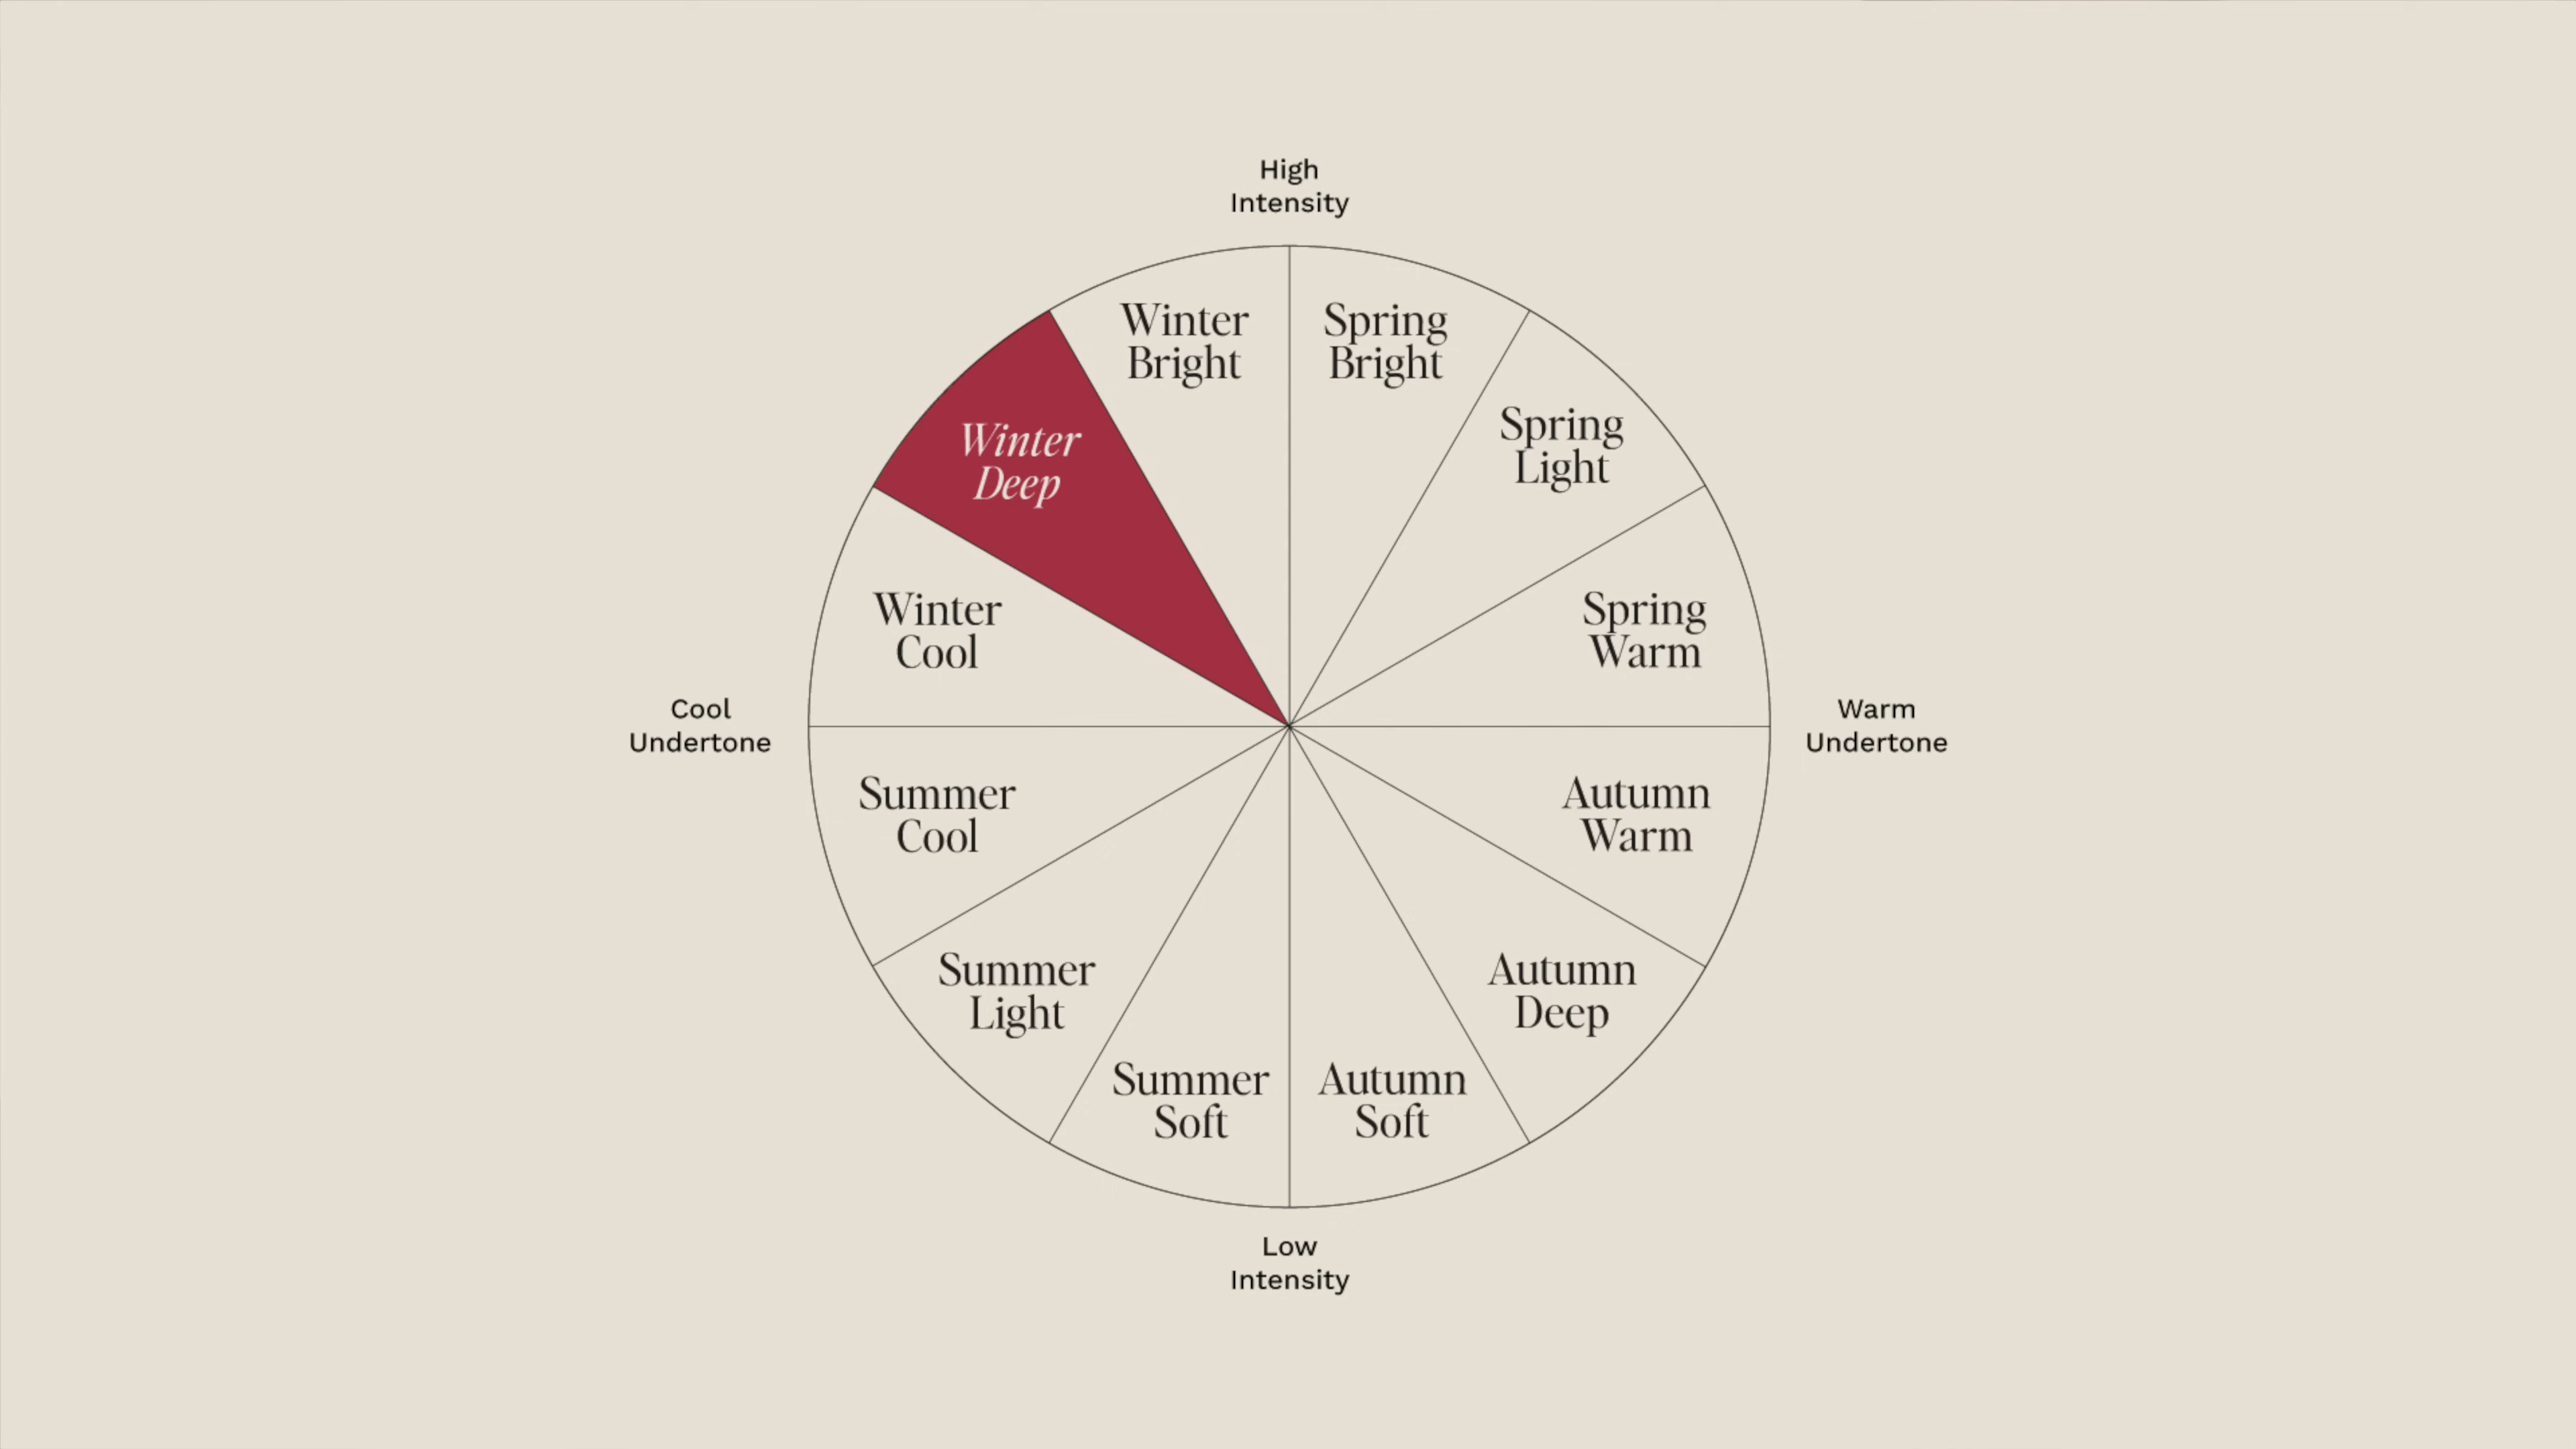 High
Intensity
Winter
Bright
Spring
Bright
Spring
Light
Winter
Deep
Winter
Cool
Spring
Warm
Cool
Undertone
Warm
Undertone
Summer
Cool
Autumn
Warm
Summer
Light
Autumn
Deep
Summer
Soft
Autumn
Soft
Low
Intensity